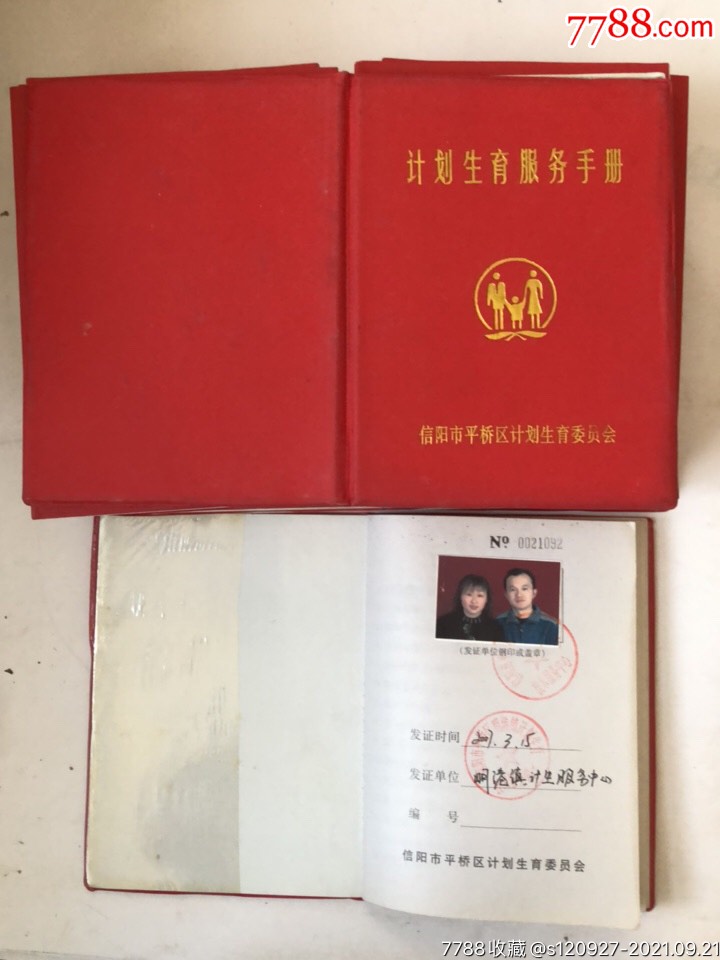 7788.com
计划生育服务手册
信阳市平桥区计划生育委员会
Nº 0021092
(发证单位钢印或盖章)
发证时间 3.15
发证单位 明港镇计生服务中心
编 号
信阳市平桥区计划生育委员会
7788收藏@s120927-2021.09.21